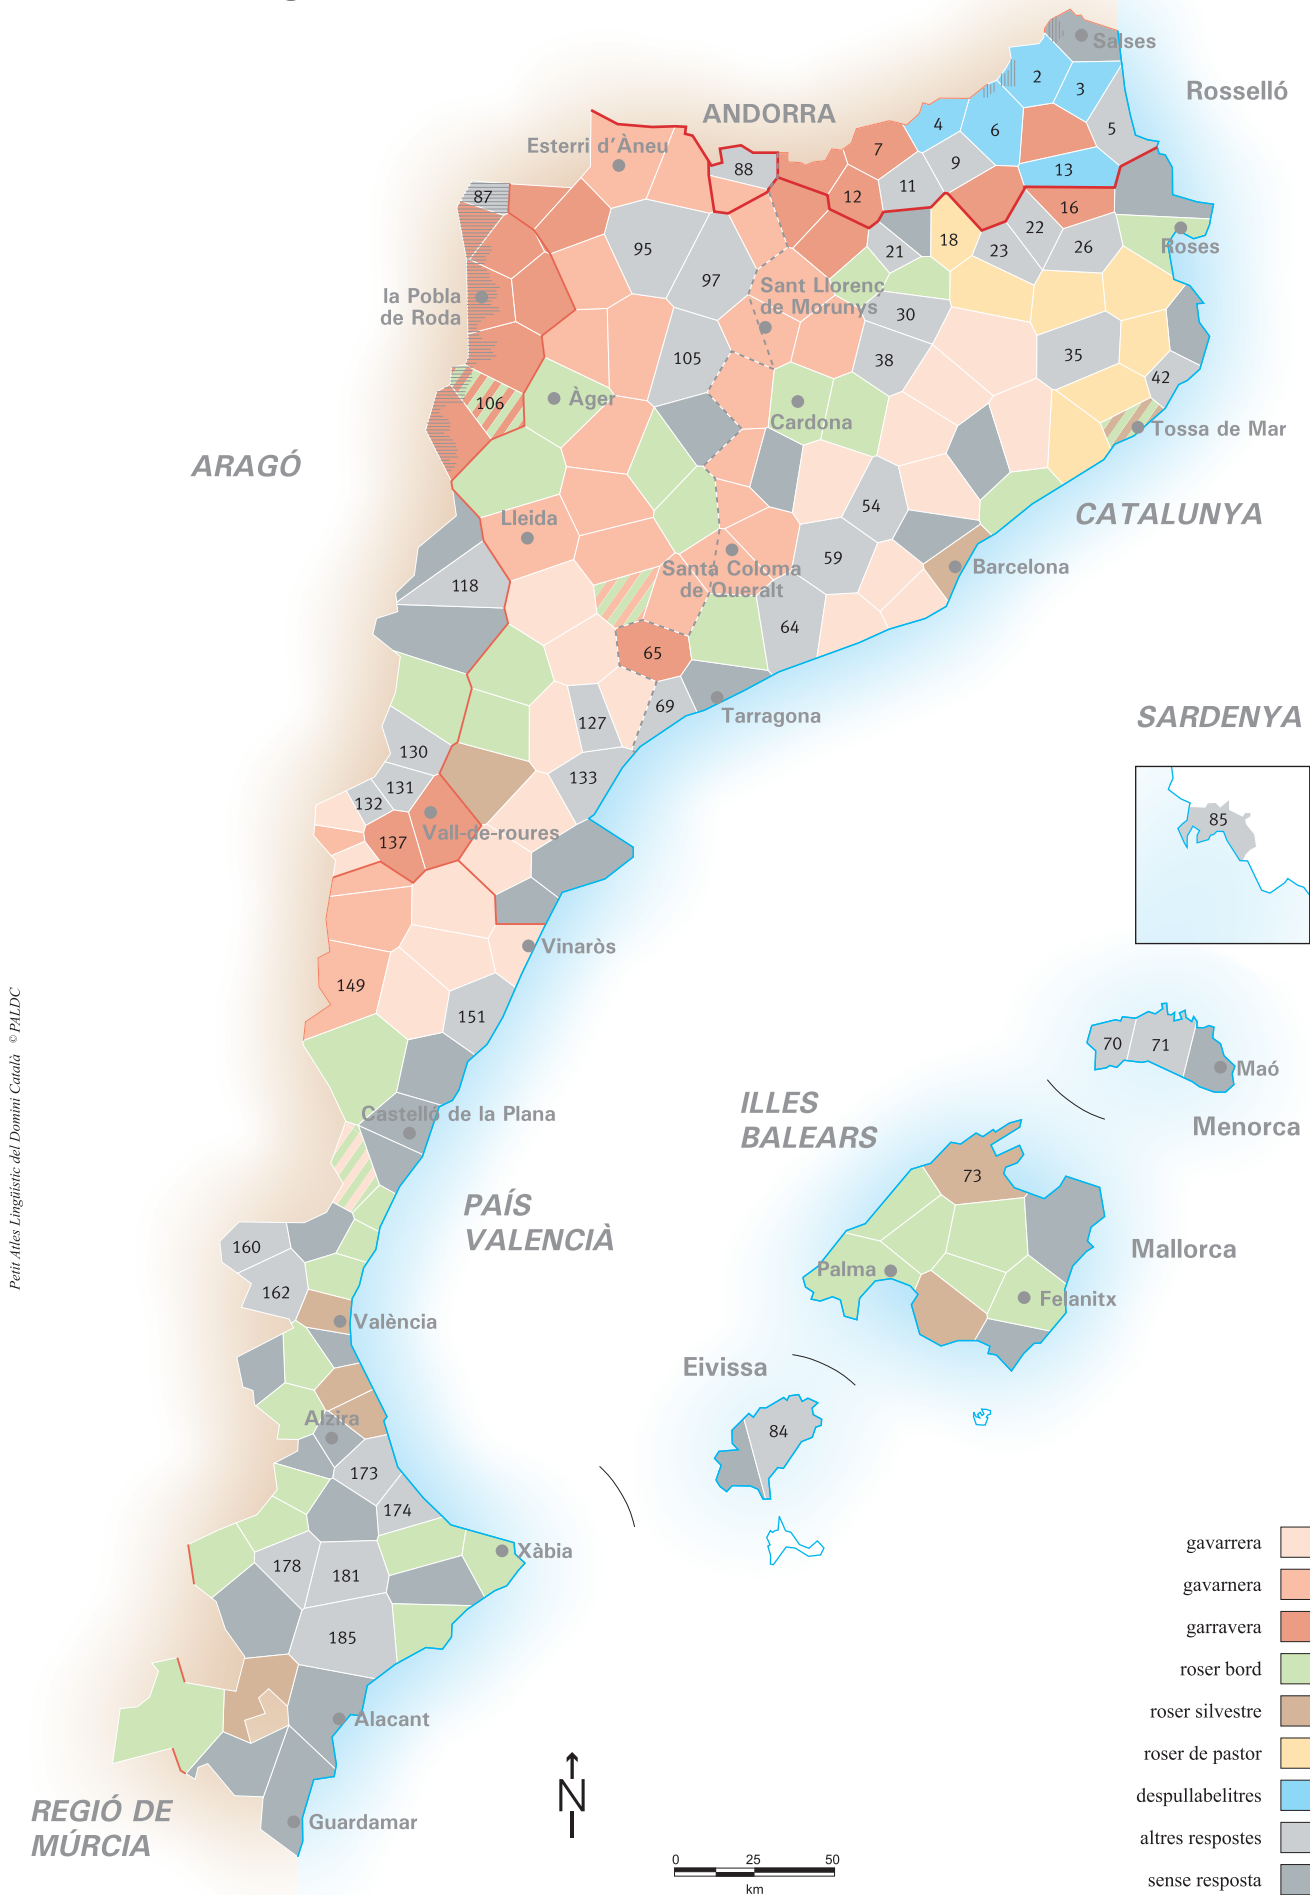 Salses
Rosselló
2
3
ANDORRA
4
6
5
Esterri d'Àneu
7
9
88
13
11
87
12
16
22
18
21
23
26
Roses
95
97
Sant Llorenç
de Morunys
la Pobla
de Roda
30
105
38
35
42
106
Àger
Cardona
Tossa de Mar
ARAGÓ
54
CATALUNYA
Lleida
59
Barcelona
Santa Coloma
de Queralt
118
64
65
69
Tarragona
127
SARDENYA
130
133
131
132
85
Vall-de-roures
137
Vinaròs
149
151
70
71
Maó
Menorca
Castelló de la Plana
ILLES
BALEARS
73
PAÍS
VALENCIÀ
Mallorca
160
Palma
162
Felanitx
València
Eivissa
Alzira
84
173
174
Xàbia
178
181
185
Alacant
Guardamar
REGIÓ DE
MÚRCIA
N
0 25 50
km
gavarrera
gavarnera
garravera
roser bord
roser silvestre
roser de pastor
despullabelitres
altres respostes
sense resposta
Petit Atles Lingüístic del Domini Català © PALDC